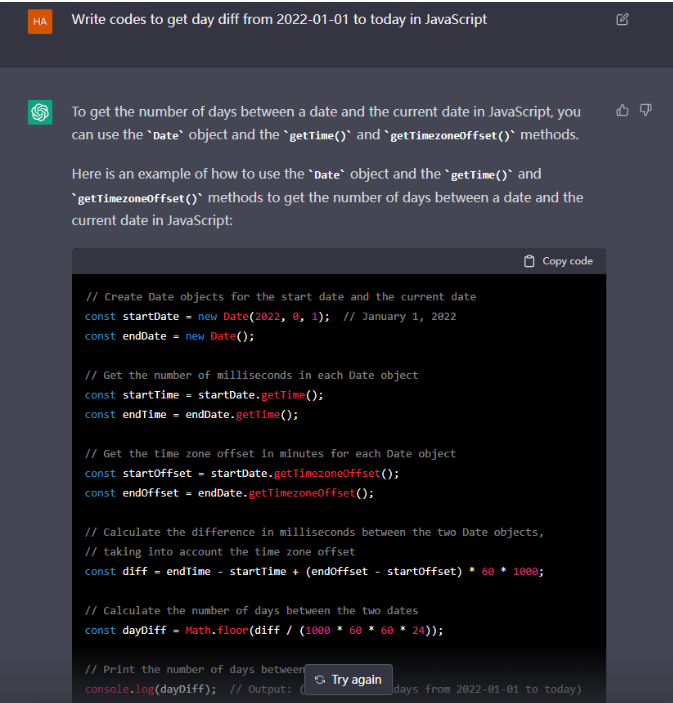 HA
Write codes to get day diff from 2022-01-01 to today in JavaScript
To get the number of days between a date and the current date in JavaScript, you
can use the `Date` object and the `getTime()` and `getTimezoneOffset()` methods.
Here is an example of how to use the `Date` object and the `getTime()` and
`getTimezoneOffset()` methods to get the number of days between a date and the
current date in JavaScript:
Copy code
// Create Date objects for the start date and the current date
const startDate = new Date(2022, 0, 1);  // January 1, 2022
const endDate = new Date();
// Get the number of milliseconds in each Date object
const startTime = startDate.getTime();
const endTime = endDate.getTime();
// Get the time zone offset in minutes for each Date object
const startOffset = startDate.getTimezoneOffset();
const endOffset = endDate.getTimezoneOffset();
// Calculate the difference in milliseconds between the two Date objects,
// taking into account the time zone offset
const diff = endTime - startTime + (endOffset - startOffset) * 60 * 1000;
// Calculate the number of days between the two dates
const dayDiff = Math.floor(diff / (1000 * 60 * 60 * 24));
// Print the number of days between
Try again
console.log(dayDiff);  // Output: ( days from 2022-01-01 to today)